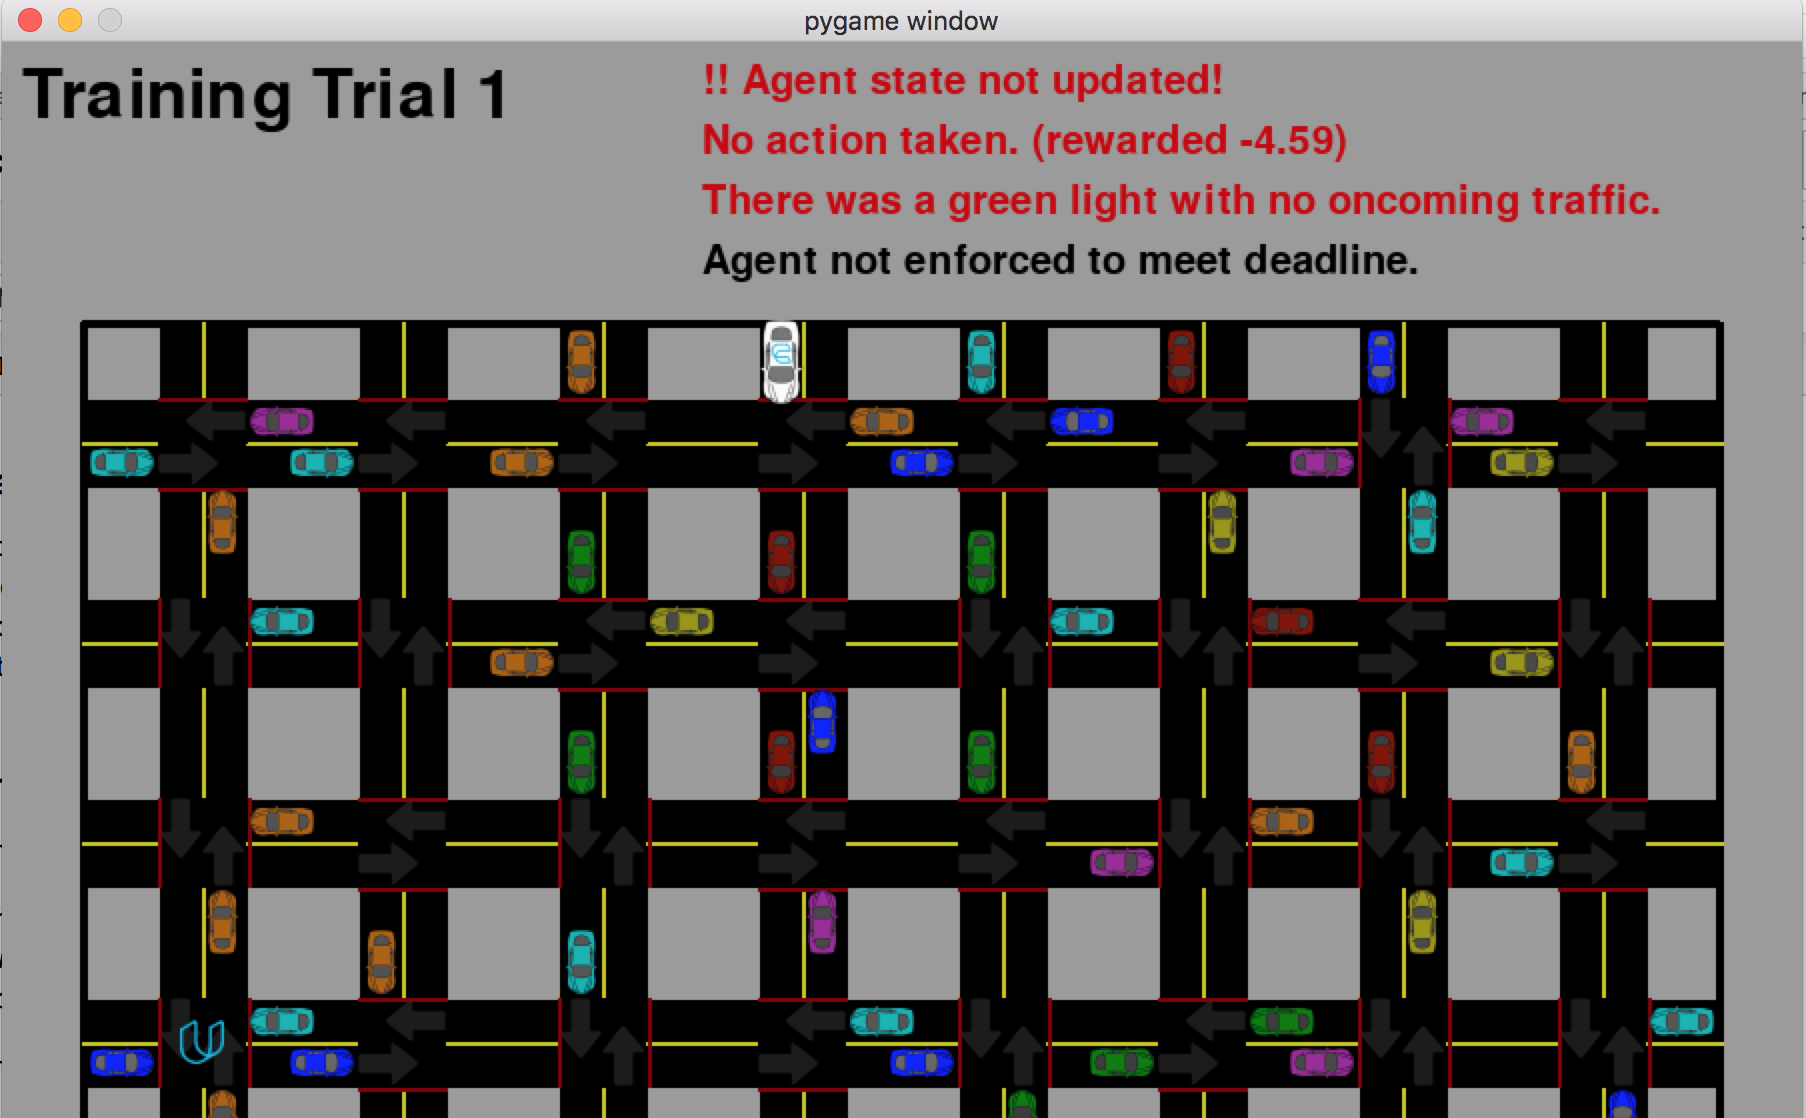 pygame window
Training Trial 1
!! Agent state not updated!
No action taken. (rewarded -4.59)
There was a green light with no oncoming traffic.
Agent not enforced to meet deadline.